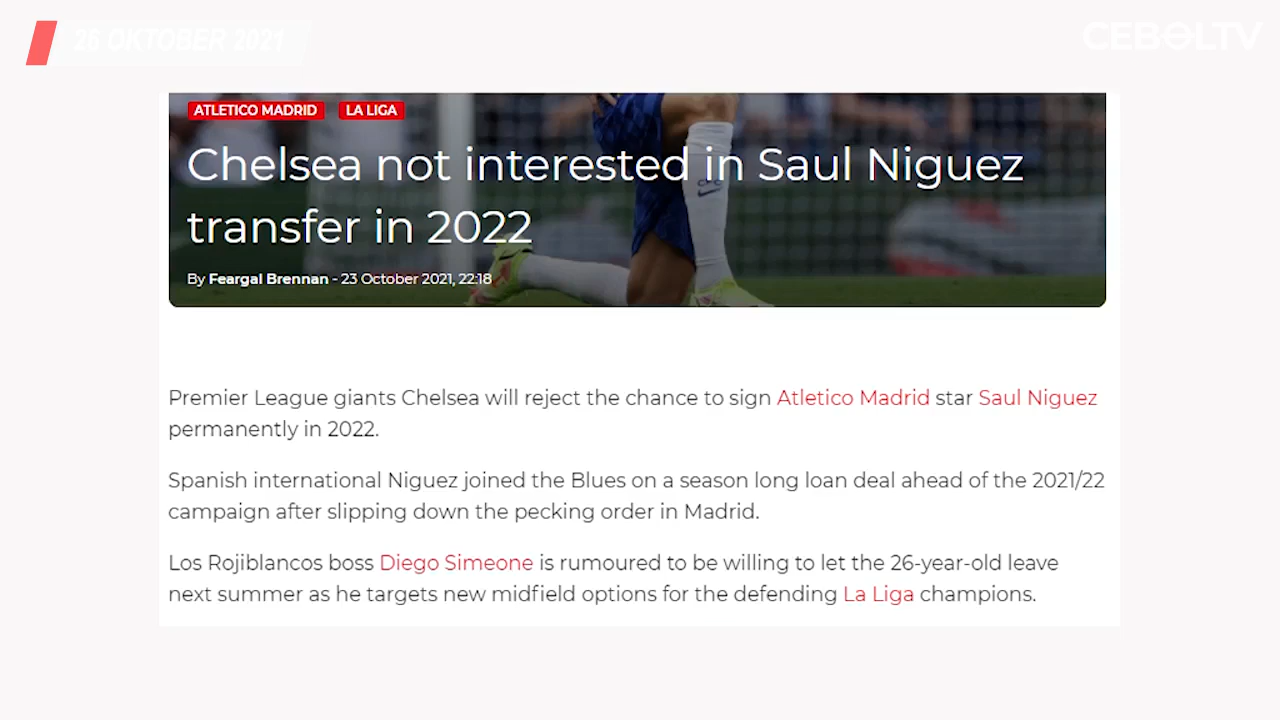 26 OKTOBER 2021
CEBOLTV
ATLETICO MADRID LA LIGA
Chelsea not interested in Saul Niguez
transfer in 2022
By Feargal Brennan - 23 October 2021, 22:18
Premier League giants Chelsea will reject the chance to sign Atletico Madrid star Saul Niguez
permanently in 2022.
Spanish international Niguez joined the Blues on a season long loan deal ahead of the 2021/22
campaign after slipping down the pecking order in Madrid.
Los Rojiblancos boss Diego Simeone is rumoured to be willing to let the 26-year-old leave
next summer as he targets new midfield options for the defending La Liga champions.